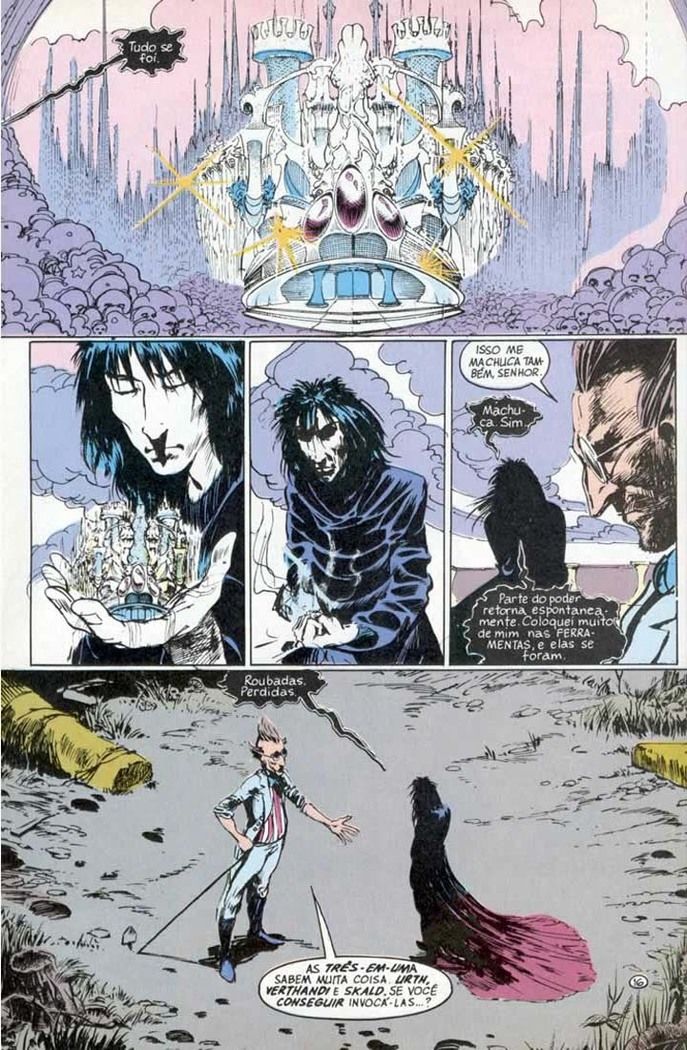 Tudo se
foi.
ISSO ME
MACHUCA TAM-
BÉM, SENHOR.
Machu-
ca. Sim.
Parte do poder
retorna espontanea-
mente. Coloquei muito
de mim nas FERRA-
MENTAS, e elas se
foram.
Roubadas.
Perdidas.
AS TRÊS-EM-UMA
SABEM MUITA COISA. URTH,
VERTHANDI E SKALD. SE VOCÊ
CONSEGUIR INVOCÁ-LAS...?
16